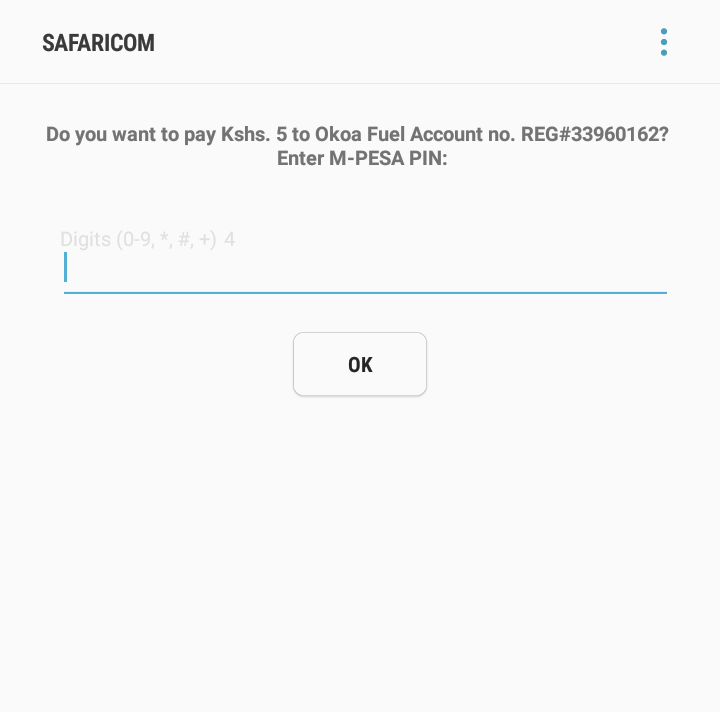 SAFARICOM
Do you want to pay Kshs. 5 to Okoa Fuel Account no. REG#33960162?
Enter M-PESA PIN:
Digits (0-9, *, #, +) 4
OK